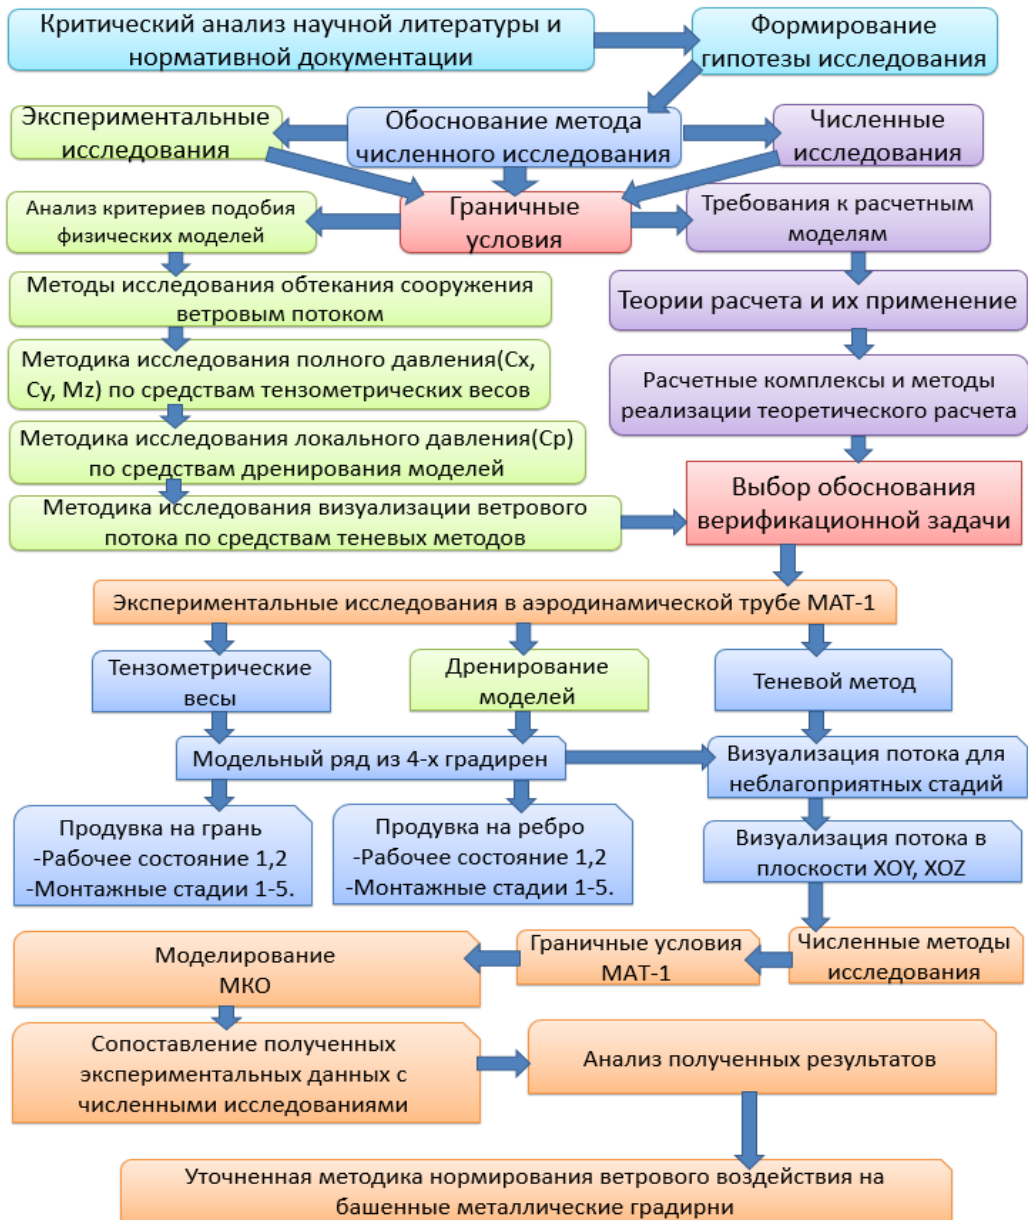 Критический анализ научной литературы и
нормативной документации
Формирование
гипотезы исследования
Экспериментальные
исследования
Обоснование метода
численного исследования
Численные
исследования
Анализ критериев подобия
физических моделей
Граничные
условия
Требования к расчетным
моделям
Методы исследования обтекания сооружения
ветровым потоком
Теории расчета и их применение
Методика исследования полного давления(Cx,
Cy, Mz) по средствам тензометрических весов
Расчетные комплексы и методы
реализации теоретического расчета
Методика исследования локального давления(Cp)
по средствам дренирования моделей
Методика исследования визуализации ветрового
потока по средствам теневых методов
Выбор обоснования
верификационной задачи
Экспериментальные исследования в аэродинамической трубе МАТ-1
Тензометрические
весы
Дренирование
моделей
Теневой метод
Модельный ряд из 4-х градирен
Визуализация потока для
неблагоприятных стадий
Продувка на грань
-Рабочее состояние 1,2
-Монтажные стадии 1-5.
Продувка на ребро
-Рабочее состояние 1,2
-Монтажные стадии 1-5.
Визуализация потока в
плоскости XOY, XOZ
Моделирование
МКО
Граничные условия
МАТ-1
Численные методы
исследования
Сопоставление полученных
экспериментальных данных с
численными исследованиями
Анализ полученных результатов
Уточненная методика нормирования ветрового воздействия на
башенные металлические градирни